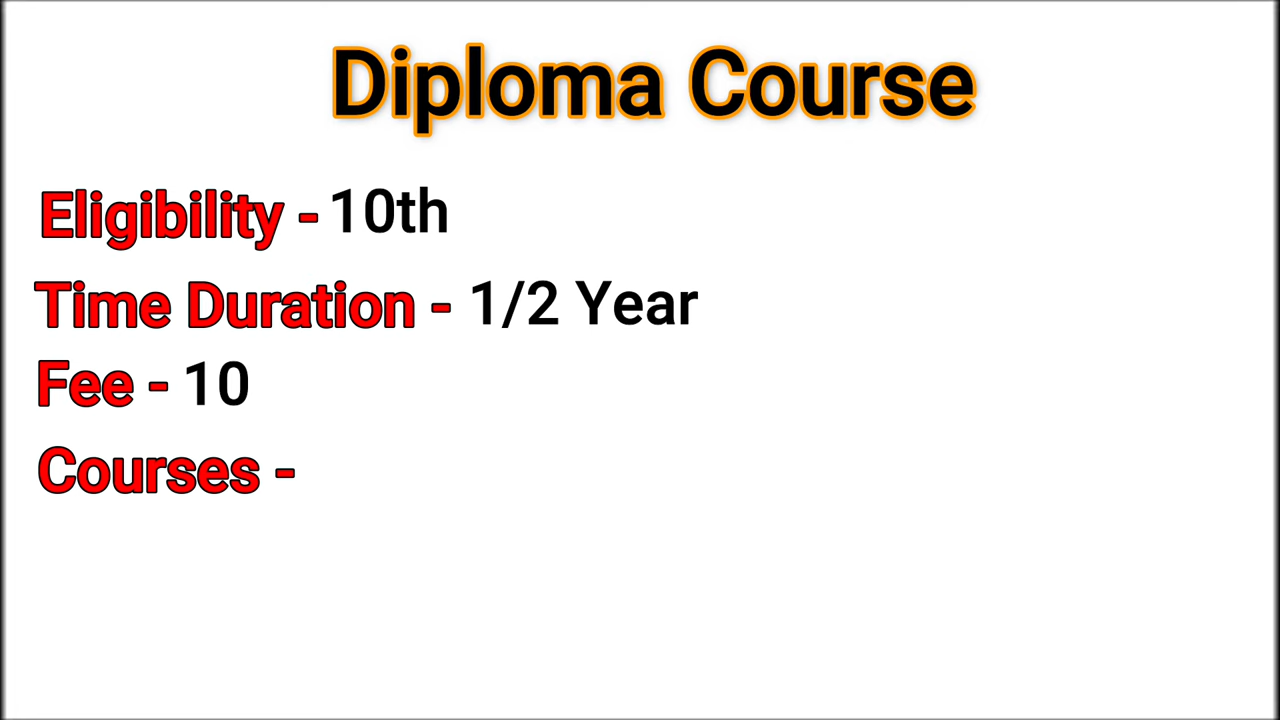 Diploma Course
Eligibility - 10th
Time Duration - 1/2 Year
Fee - 10
Courses -